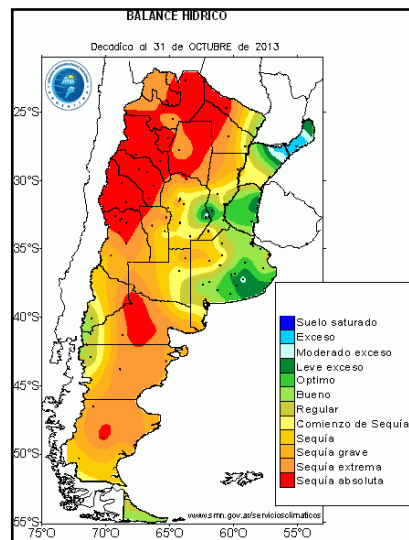 BALANCE HIDRICO
Decádica al 31 de OCTUBRE de 2013
25°S
30°S
35°S
40°S
45°S
50°S
55°S
75°W
70°W
65°W
60°W
55°W
Suelo saturado
Exceso
Moderado exceso
Leve exceso
Optimo
Bueno
Regular
Comienzo de Sequía
Sequía
Sequía grave
Sequía extrema
Sequía absoluta
www.smn.gov.ar/serviciosclimaticos